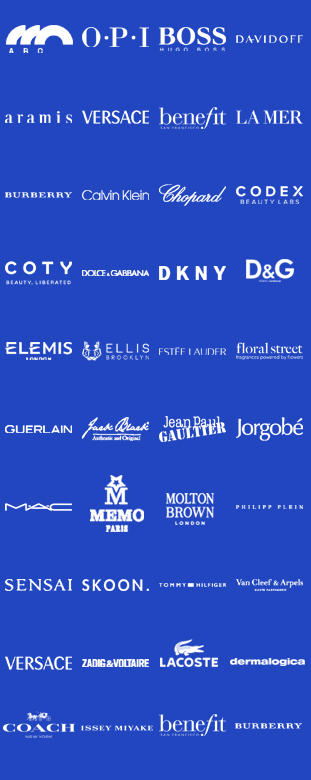 ABC
O·P·I
BOSS
HUGO BOSS
DAVIDOFF
aramis
VERSACE
benefit
SAN FRANCISCO
LA MER
BURBERRY
Calvin Klein
Chopard
CODEX
BEAUTY LABS
COTY
BEAUTY, LIBERATED
DOLCE & GABBANA
DKNY
D&G
ELEMIS
LONDON
ELLIS
BROOKLYN
ESTĒE LAUDER
floral street
fragrances powered by flowers
GUERLAIN
Jack Black
Authentic and Original
Jean Paul
GAULTIER
Jorgobé
MAC
M
MEMO
PARIS
MOLTON
BROWN
LONDON
PHILIPP PLEIN
SENSAI
SKOON.
TOMMY HILFIGER
Van Cleef & Arpels
VERSACE
ZADIG&VOLTAIRE
LACOSTE
dermalogica
COACH
NEW YORK
ISSEY MIYAKE
benefit
SAN FRANCISCO
BURBERRY